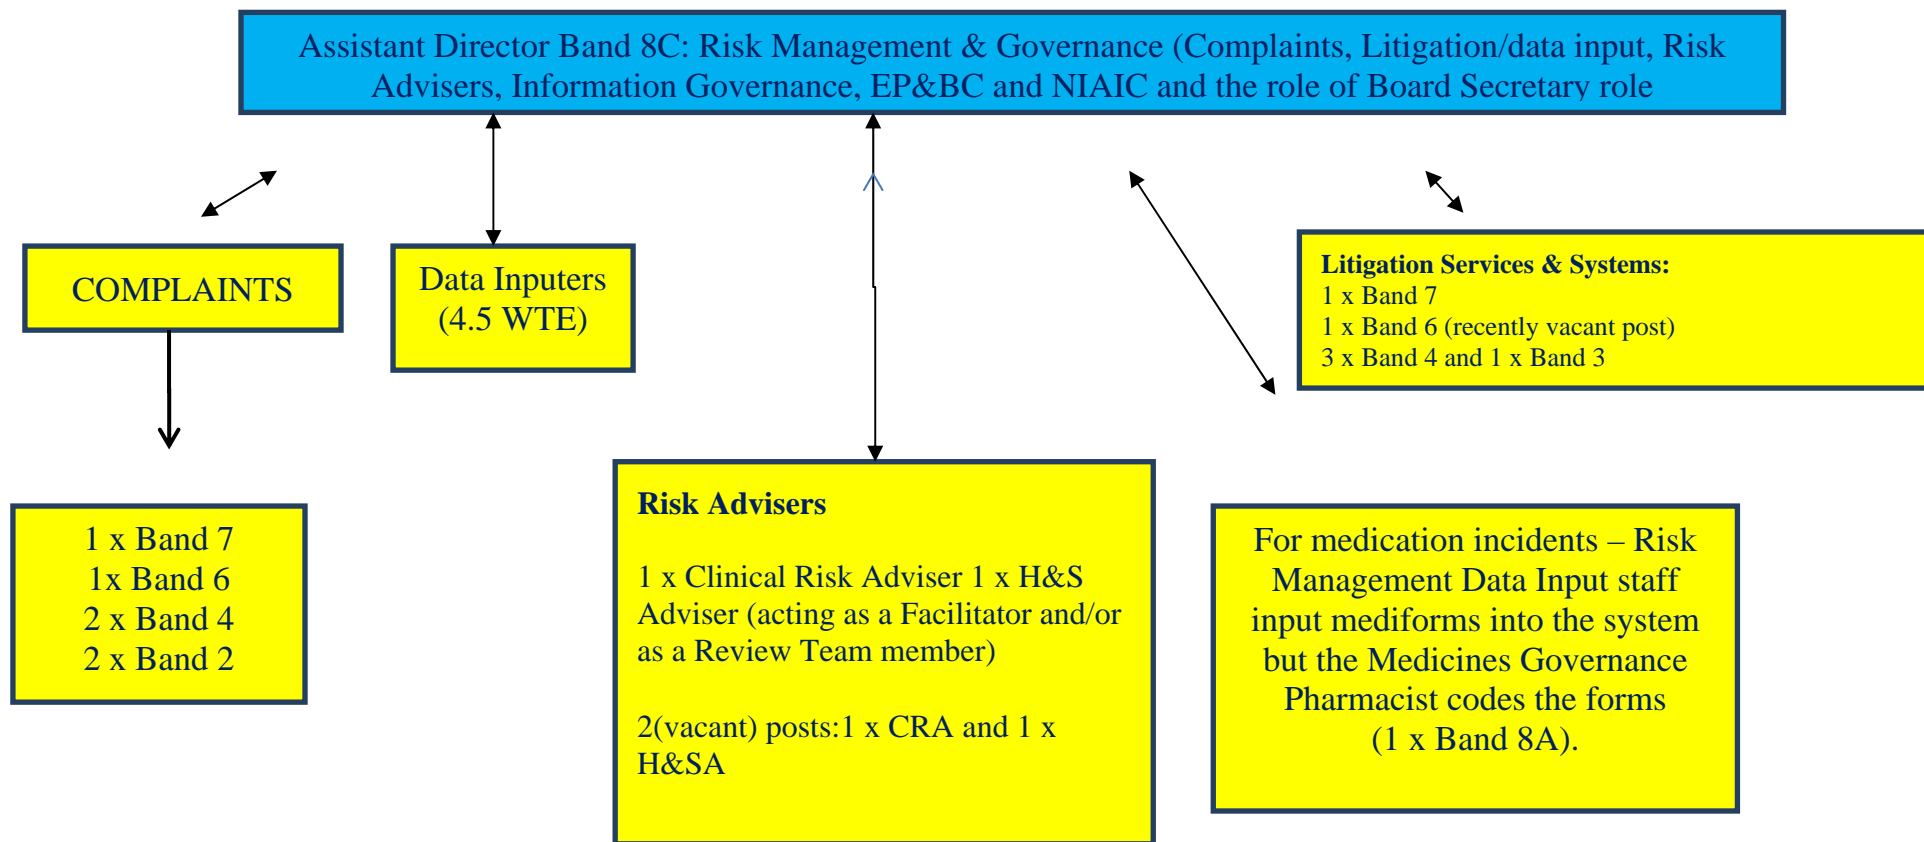 Assistant Director Band 8C: Risk Management & Governance (Complaints, Litigation/data input, Risk
Advisers, Information Governance, EP&BC and NIAIC and the role of Board Secretary role
COMPLAINTS
Data Inputers
(4.5 WTE)
Litigation Services & Systems:
1 x Band 7
1 x Band 6 (recently vacant post)
3 x Band 4 and 1 x Band 3
1 x Band 7
1x Band 6
2 x Band 4
2 x Band 2
Risk Advisers
1 x Clinical Risk Adviser 1 x H&S
Adviser (acting as a Facilitator and/or
as a Review Team member)
2(vacant) posts:1 x CRA and 1 x
H&SA
For medication incidents – Risk
Management Data Input staff
input mediforms into the system
but the Medicines Governance
Pharmacist codes the forms
(1 x Band 8A).